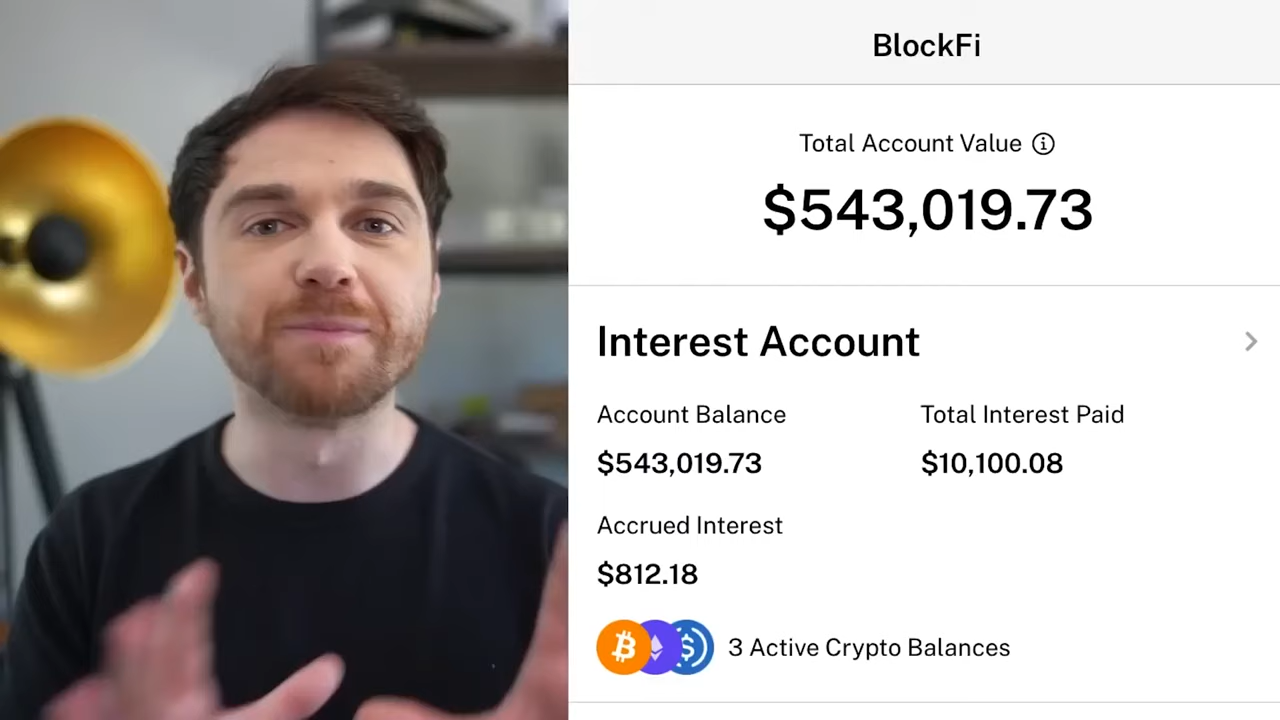 BlockFi
Total Account Value
$543,019.73
Interest Account
Account Balance
Total Interest Paid
$543,019.73
$10,100.08
Accrued Interest
$812.18
3 Active Crypto Balances